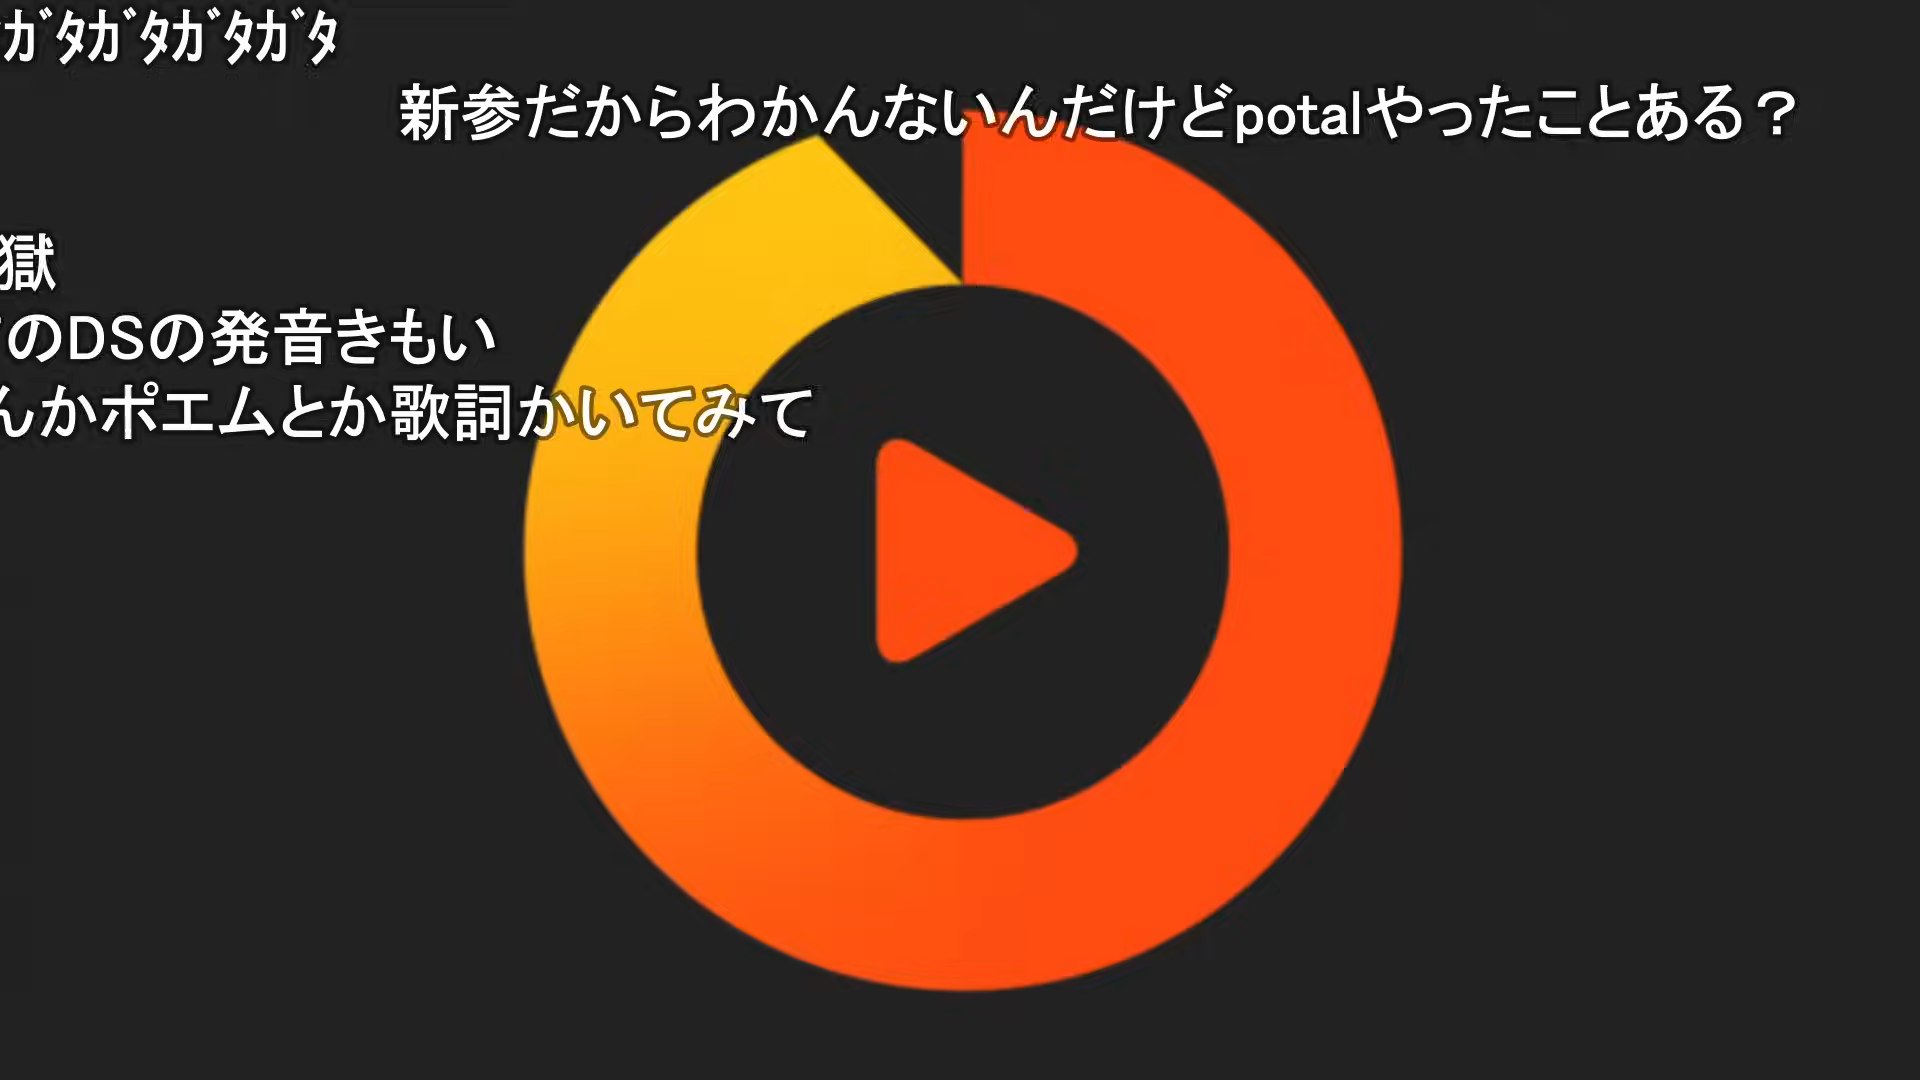 ｶﾞﾀｶﾞﾀｶﾞﾀｶﾞﾀ
新参だからわかんないんだけどpotalやったことある？
獄
のDSの発音きもい
んかポエムとか歌詞かいてみて